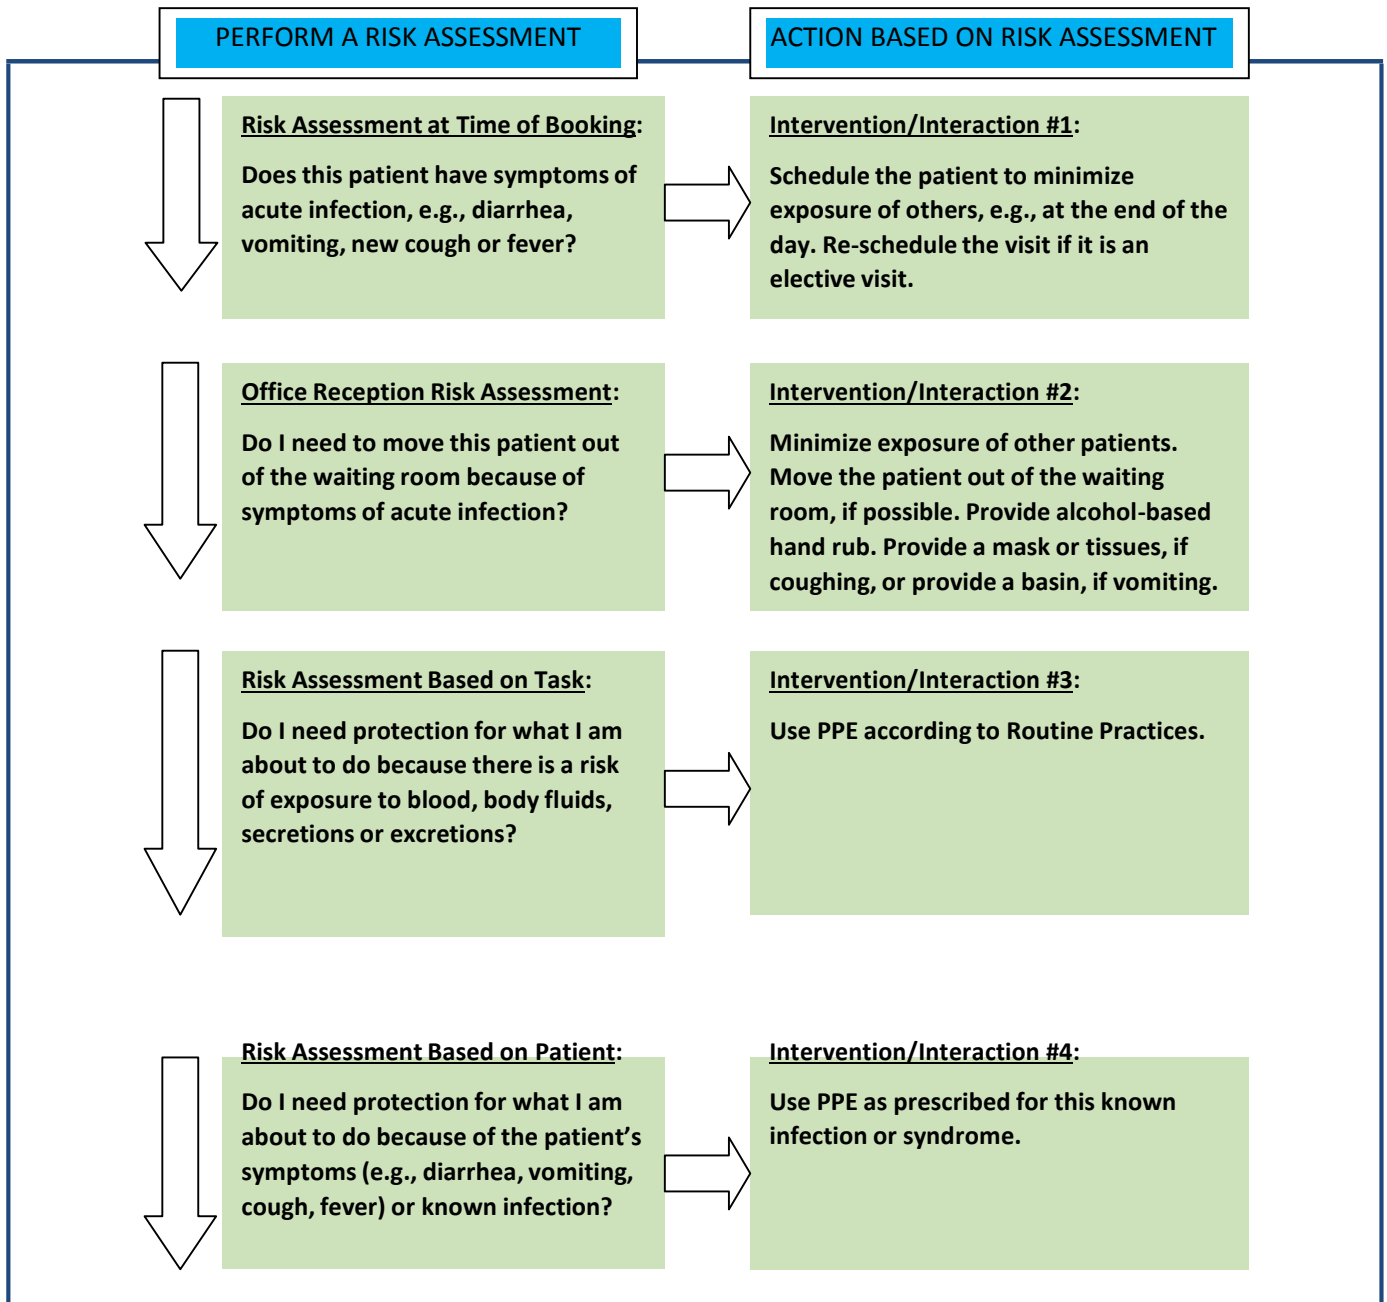 PERFORM A RISK ASSESSMENT
ACTION BASED ON RISK ASSESSMENT
Risk Assessment at Time of Booking:
Does this patient have symptoms of
acute infection, e.g., diarrhea,
vomiting, new cough or fever?
Intervention/Interaction #1:
Schedule the patient to minimize
exposure of others, e.g., at the end of the
day. Re-schedule the visit if it is an
elective visit.
Office Reception Risk Assessment:
Do I need to move this patient out
of the waiting room because of
symptoms of acute infection?
Intervention/Interaction #2:
Minimize exposure of other patients.
Move the patient out of the waiting
room, if possible. Provide alcohol-based
hand rub. Provide a mask or tissues, if
coughing, or provide a basin, if vomiting.
Risk Assessment Based on Task:
Do I need protection for what I am
about to do because there is a risk
of exposure to blood, body fluids,
secretions or excretions?
Intervention/Interaction #3:
Use PPE according to Routine Practices.
Risk Assessment Based on Patient:
Do I need protection for what I am
about to do because of the patient’s
symptoms (e.g., diarrhea, vomiting,
cough, fever) or known infection?
Intervention/Interaction #4:
Use PPE as prescribed for this known
infection or syndrome.